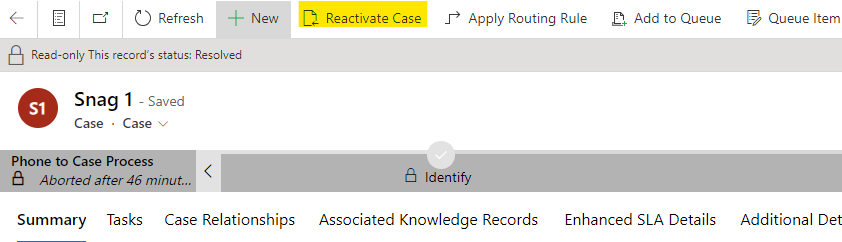 Refresh New Reactivate Case Apply Routing Rule Add to Queue Queue Item
Read-only This record's status: Resolved
S1
Snag 1 - Saved
Case · Case
Phone to Case Process
Aborted after 46 minut...
Identify
Summary Tasks Case Relationships Associated Knowledge Records Enhanced SLA Details Additional Det